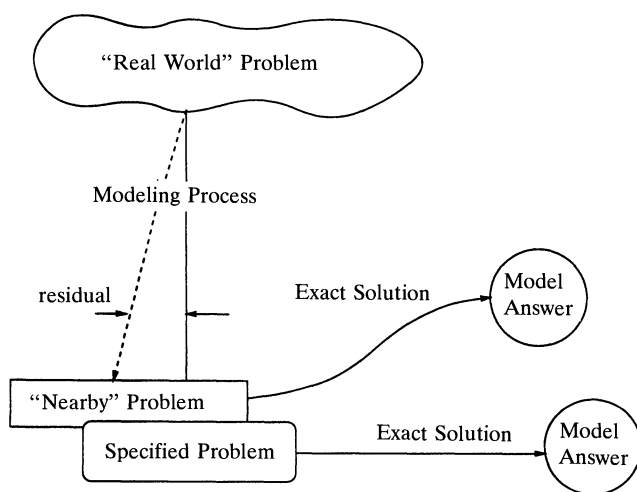 “Real World” Problem
Modeling Process
residual
Exact Solution
Model
Answer
“Nearby” Problem
Specified Problem
Exact Solution
Model
Answer